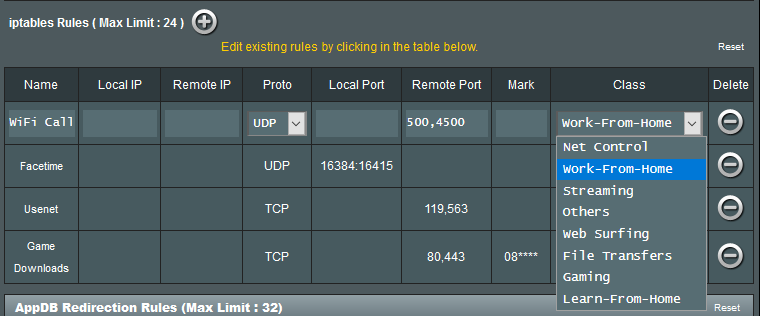 iptables Rules ( Max Limit : 24 )
Edit existing rules by clicking in the table below.
Reset
Name Local IP Remote IP Proto Local Port Remote Port Mark Class Delete
WiFi Call UDP 500,4500 Work-From-Home
Net Control
Facetime UDP 16384:16415 Work-From-Home
Streaming
Usenet TCP 119,563 Others
Web Surfing
Game Downloads TCP 80,443 08**** File Transfers
Gaming
Learn-From-Home
AppDB Redirection Rules (Max Limit : 32)
Reset